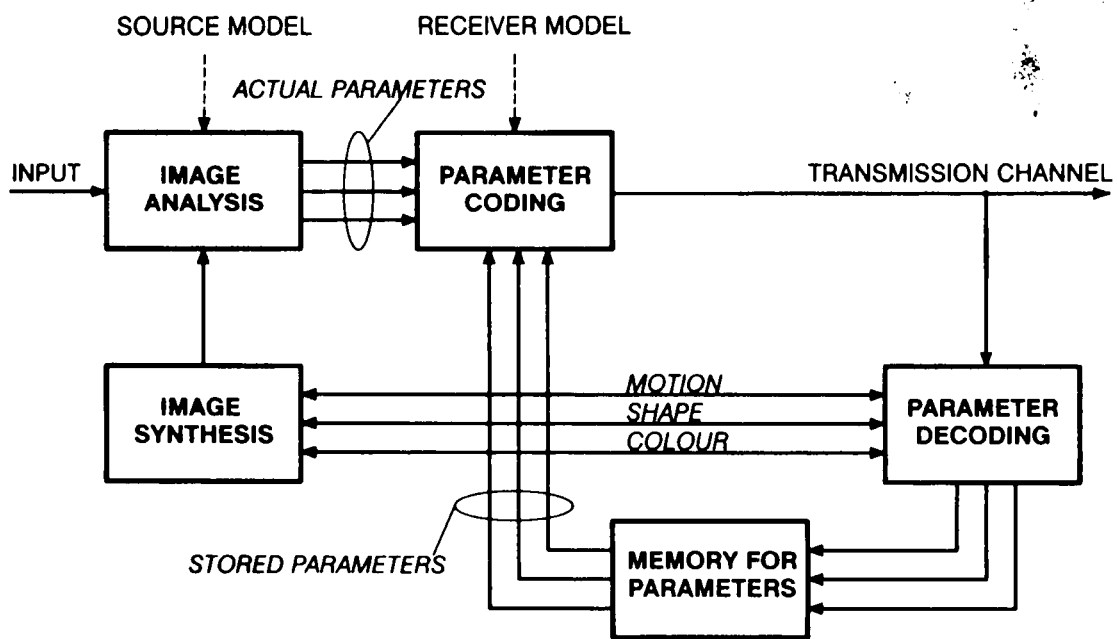 SOURCE MODEL
RECEIVER MODEL
ACTUAL PARAMETERS
INPUT
IMAGE
ANALYSIS
PARAMETER
CODING
TRANSMISSION CHANNEL
IMAGE
SYNTHESIS
MOTION
SHAPE
COLOUR
PARAMETER
DECODING
STORED PARAMETERS
MEMORY FOR
PARAMETERS